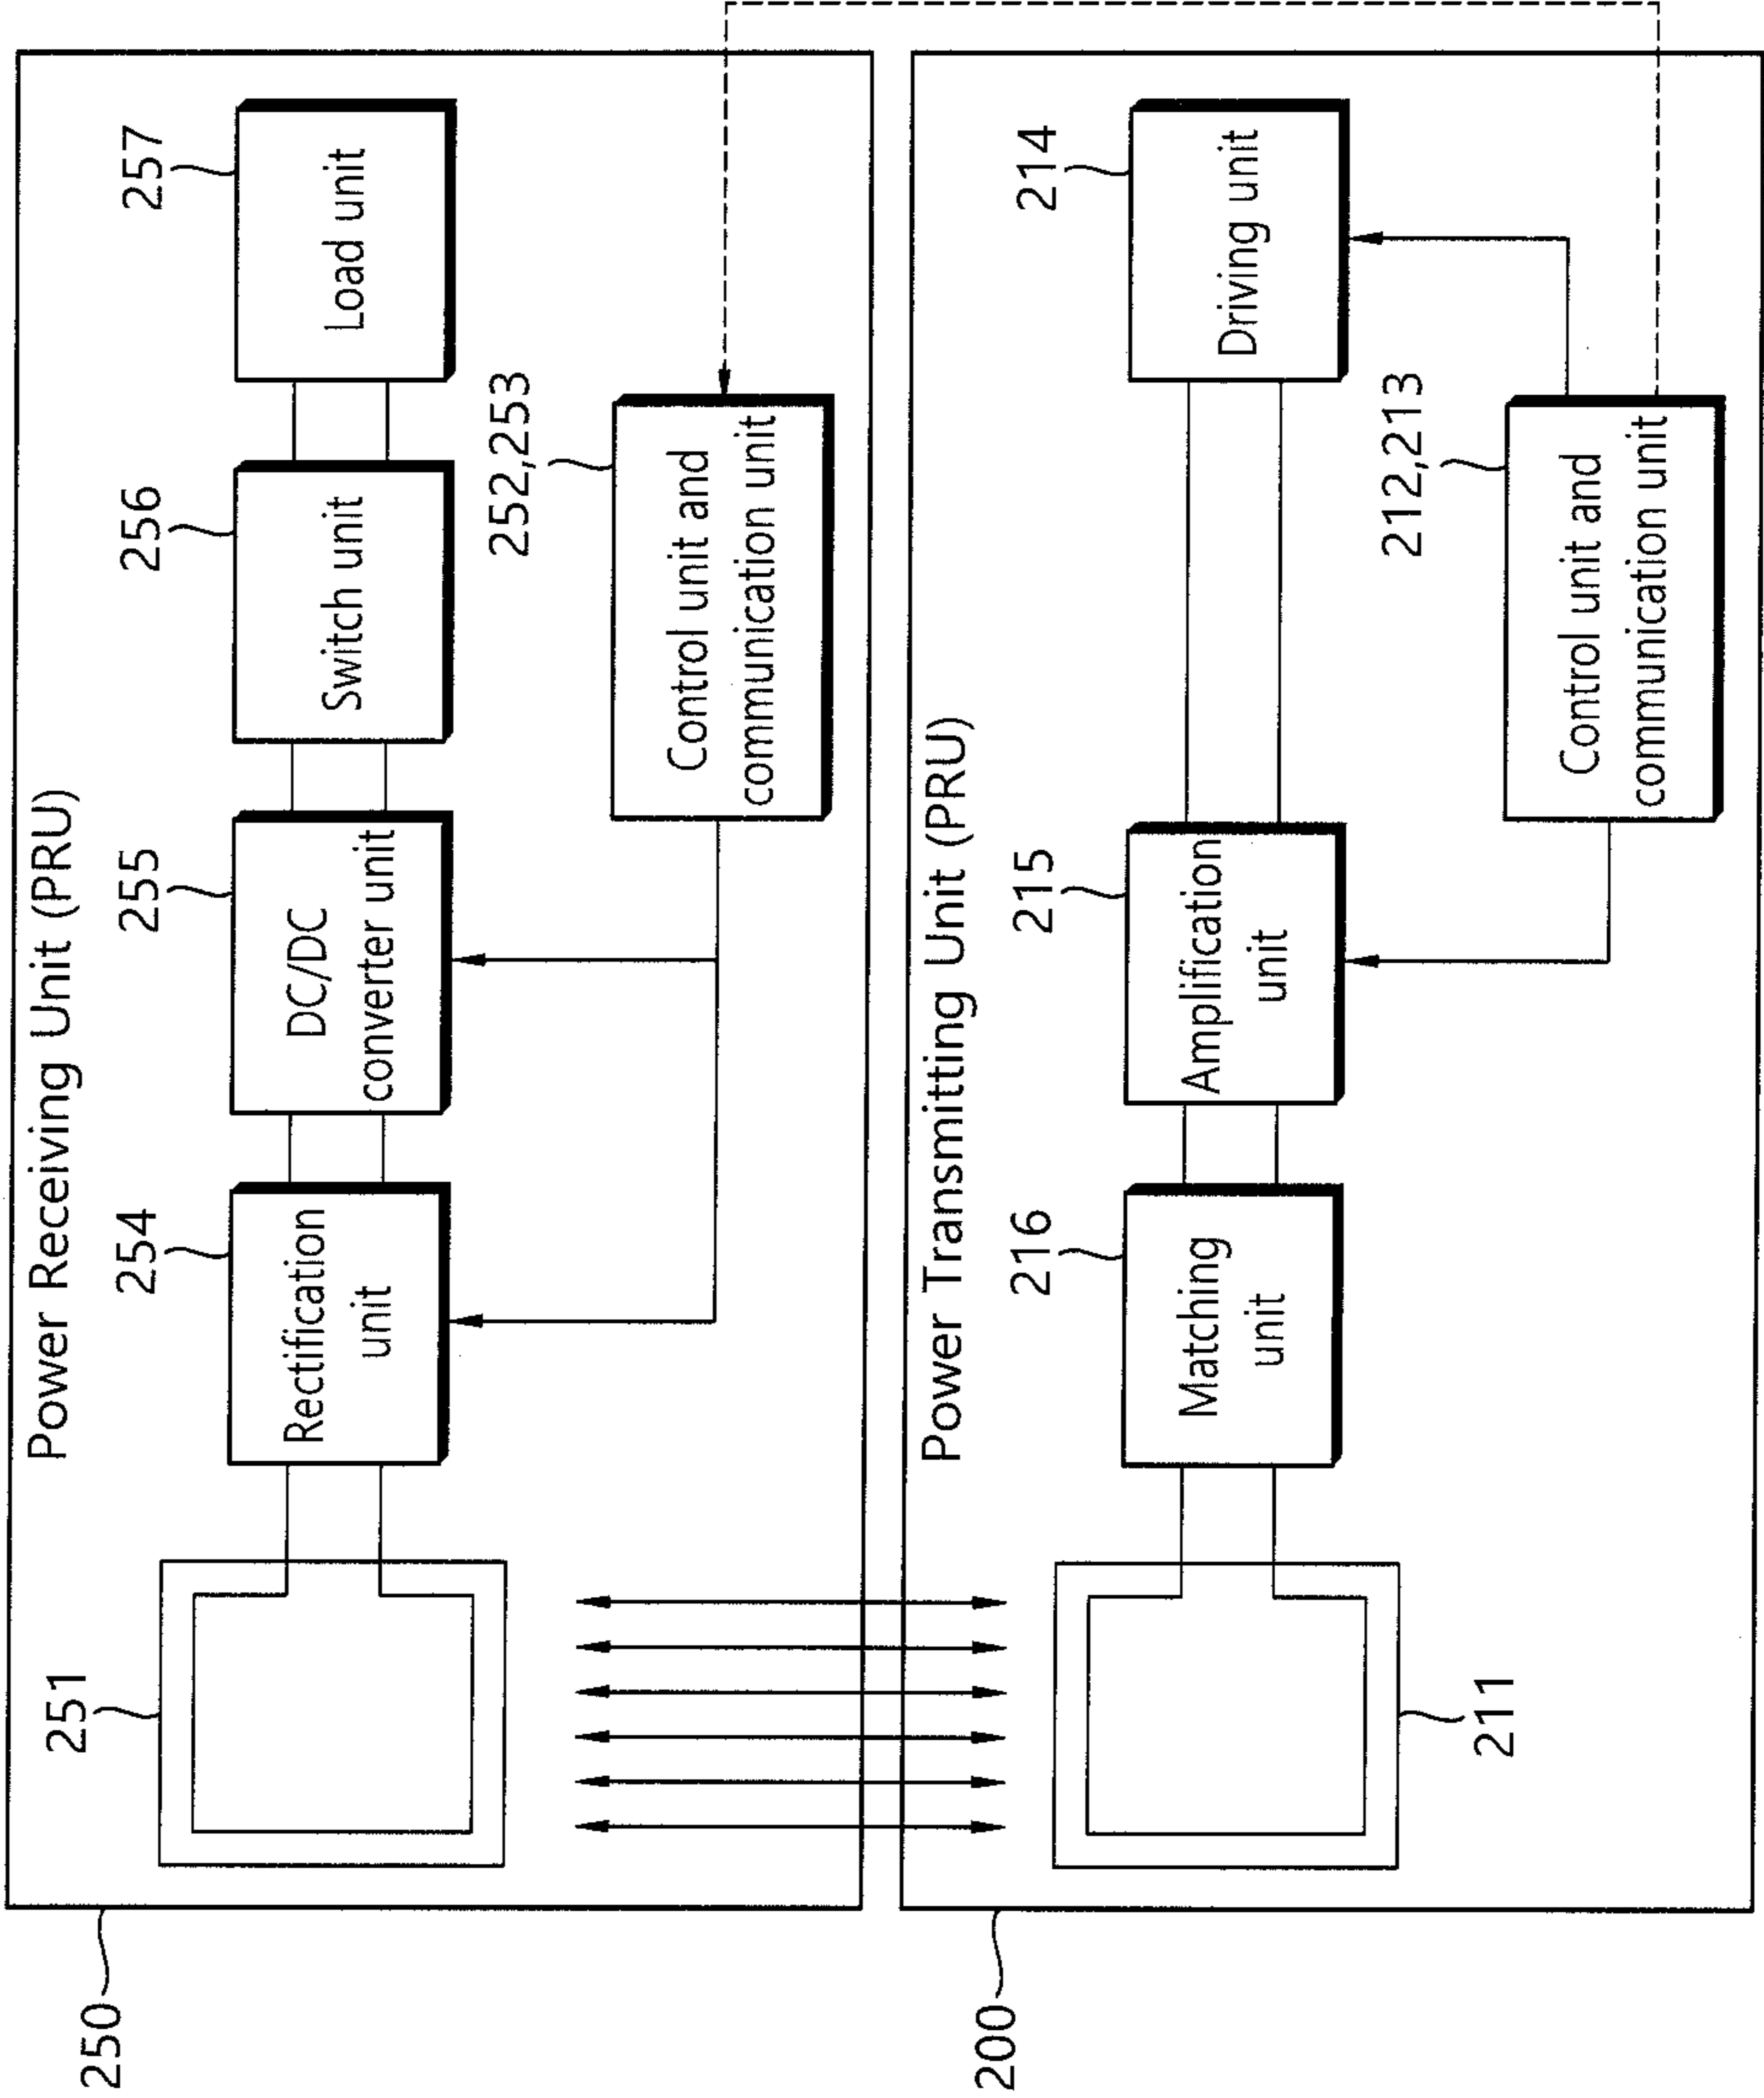 250
Power Receiving Unit (PRU)
251
254
Rectification
unit
255
DC/DC
converter unit
256
Switch unit
257
Load unit
252,253
Control unit and
communication unit
200
Power Transmitting Unit (PRU)
211
216
Matching
unit
215
Amplification
unit
214
Driving unit
212,213
Control unit and
communication unit